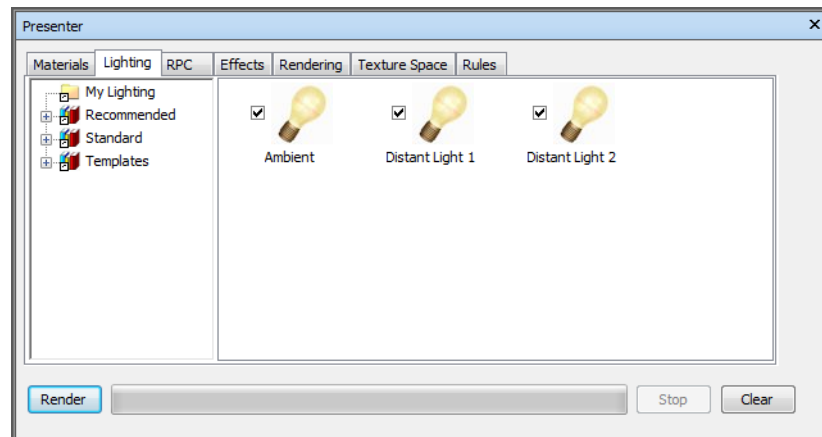 Presenter
Materials Lighting RPC Effects Rendering Texture Space Rules
My Lighting
Recommended
Standard
Templates
Ambient Distant Light 1 Distant Light 2
Render Stop Clear